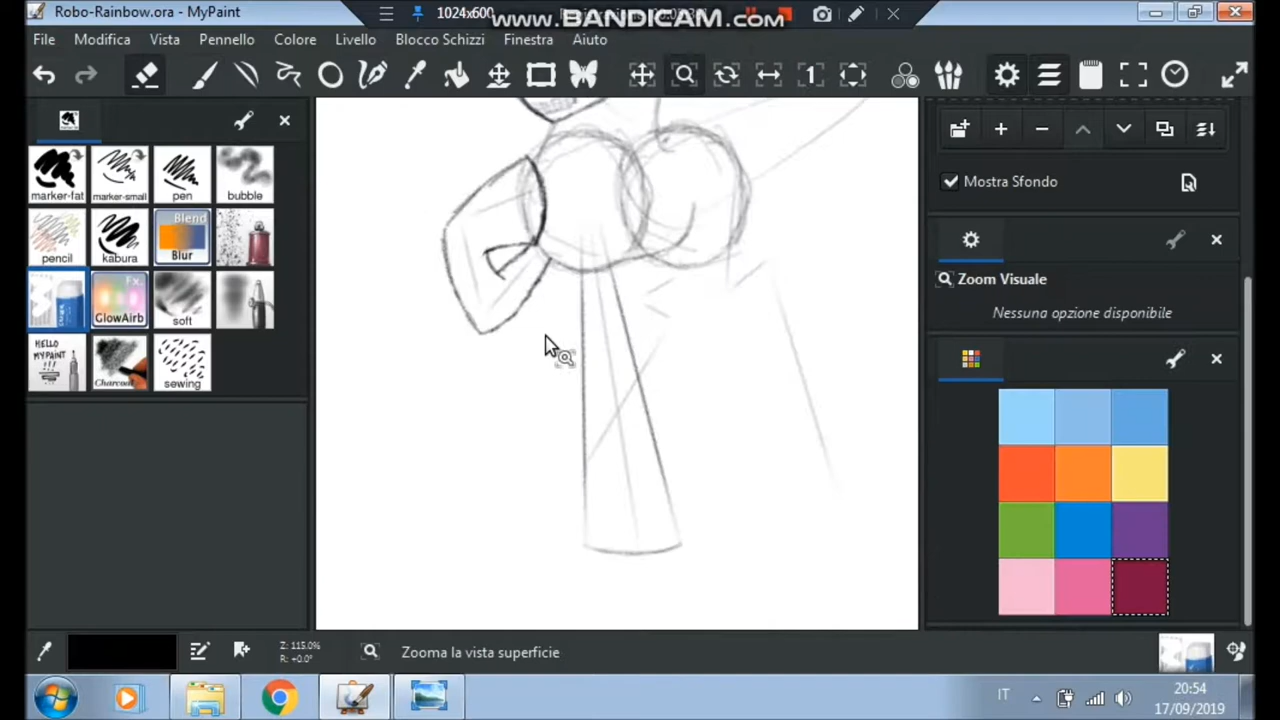 Robo-Rainbow.ora - MyPaint
1024x600
www.BANDICAM.com
File Modifica Vista Pennello Colore Livello Blocco Schizzi Finestra Aiuto
1
Mostra Sfondo
marker-fat marker-small pen bubble
pencil kabura Blend Blur
Zoom Visuale
Nessuna opzione disponibile
Fx. GlowAirb soft
HELLO MYPAINT Charcoal sewing
Z: 115.0%
R: +0.0°
Zooma la vista superficie
IT
20:54
17/09/2019